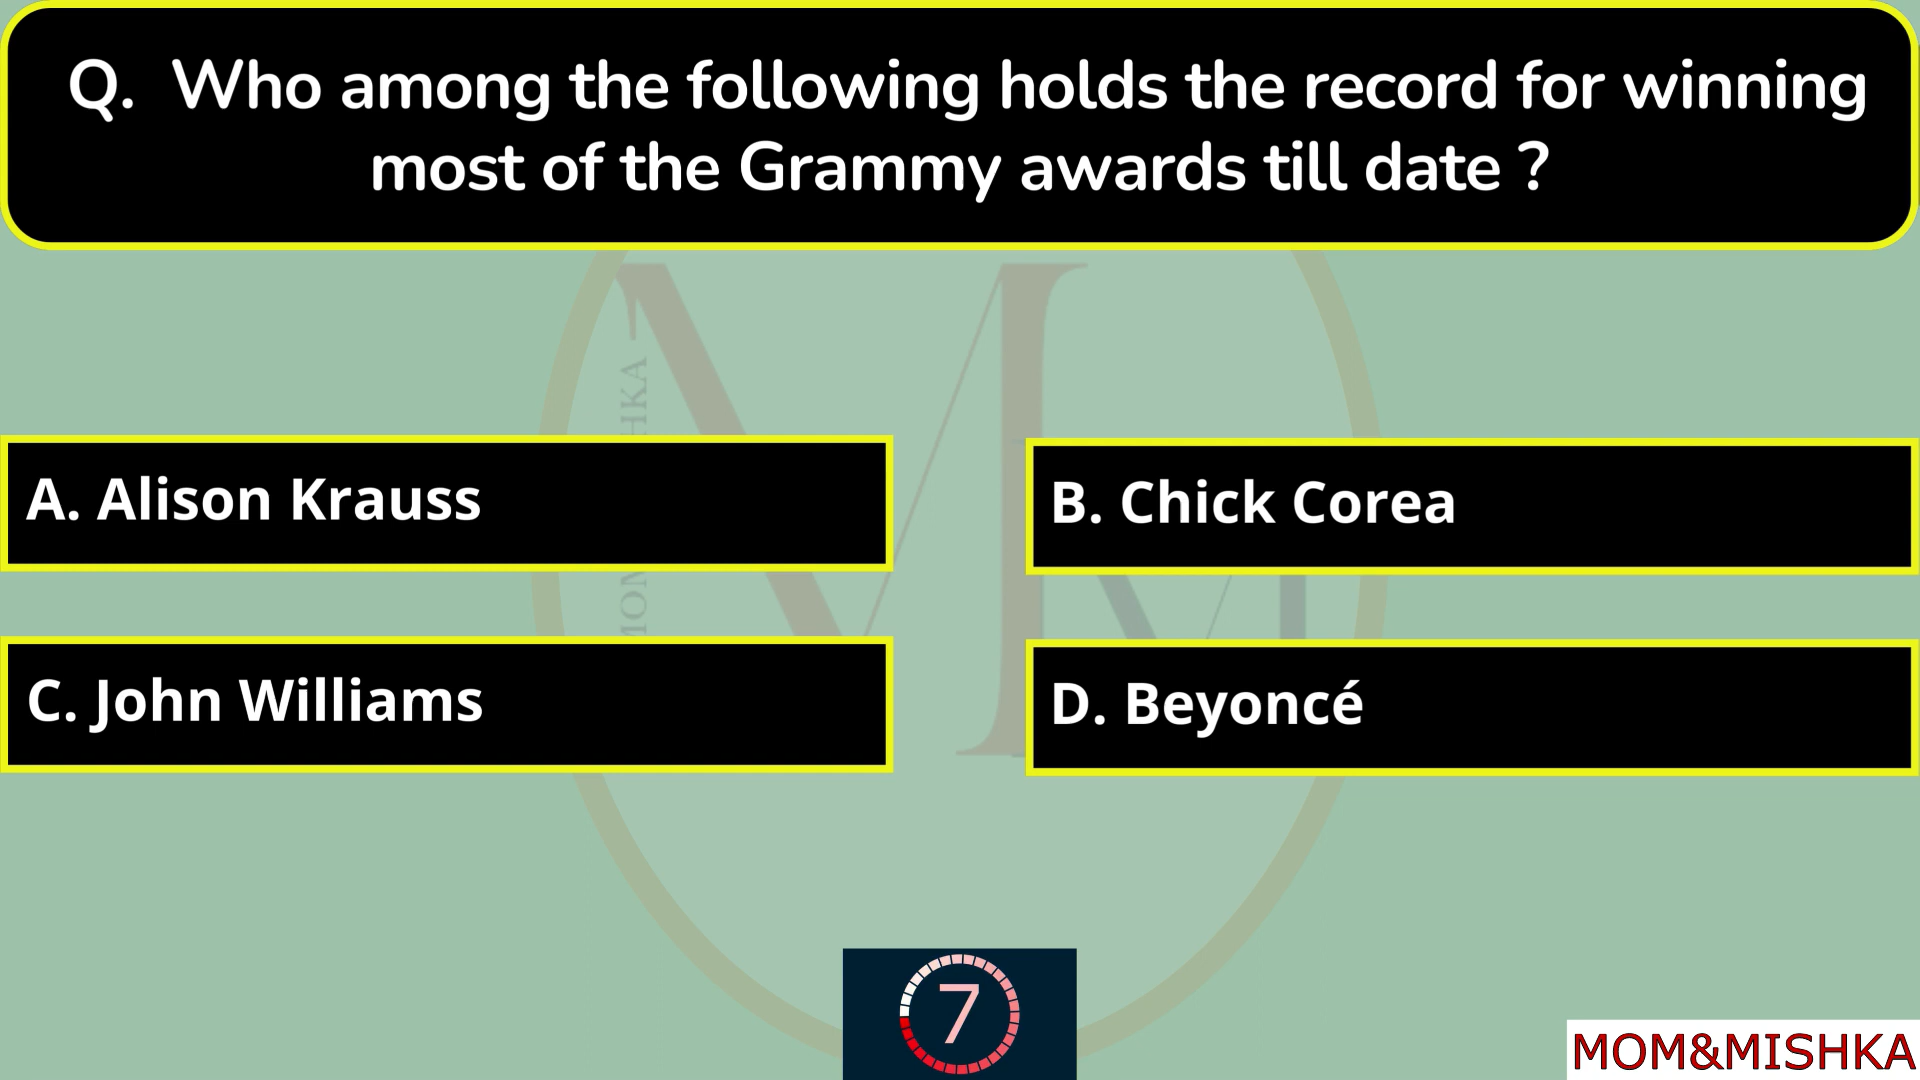 Q. Who among the following holds the record for winning
most of the Grammy awards till date ?
A. Alison Krauss
B. Chick Corea
C. John Williams
D. Beyoncé
7
MOM&MISHKA